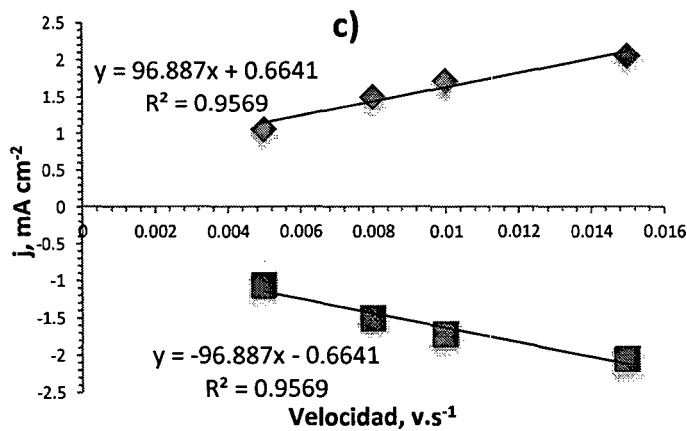 c)
2.5
2
1.5
1
0.5
0
-0.5
-1
-1.5
-2
-2.5
j, mA cm-2
y = 96.887x + 0.6641
R² = 0.9569
0 0.002 0.004 0.006 0.008 0.010 0.012 0.014 0.016
y = -96.887x - 0.6641
R² = 0.9569
Velocidad, v.s-1